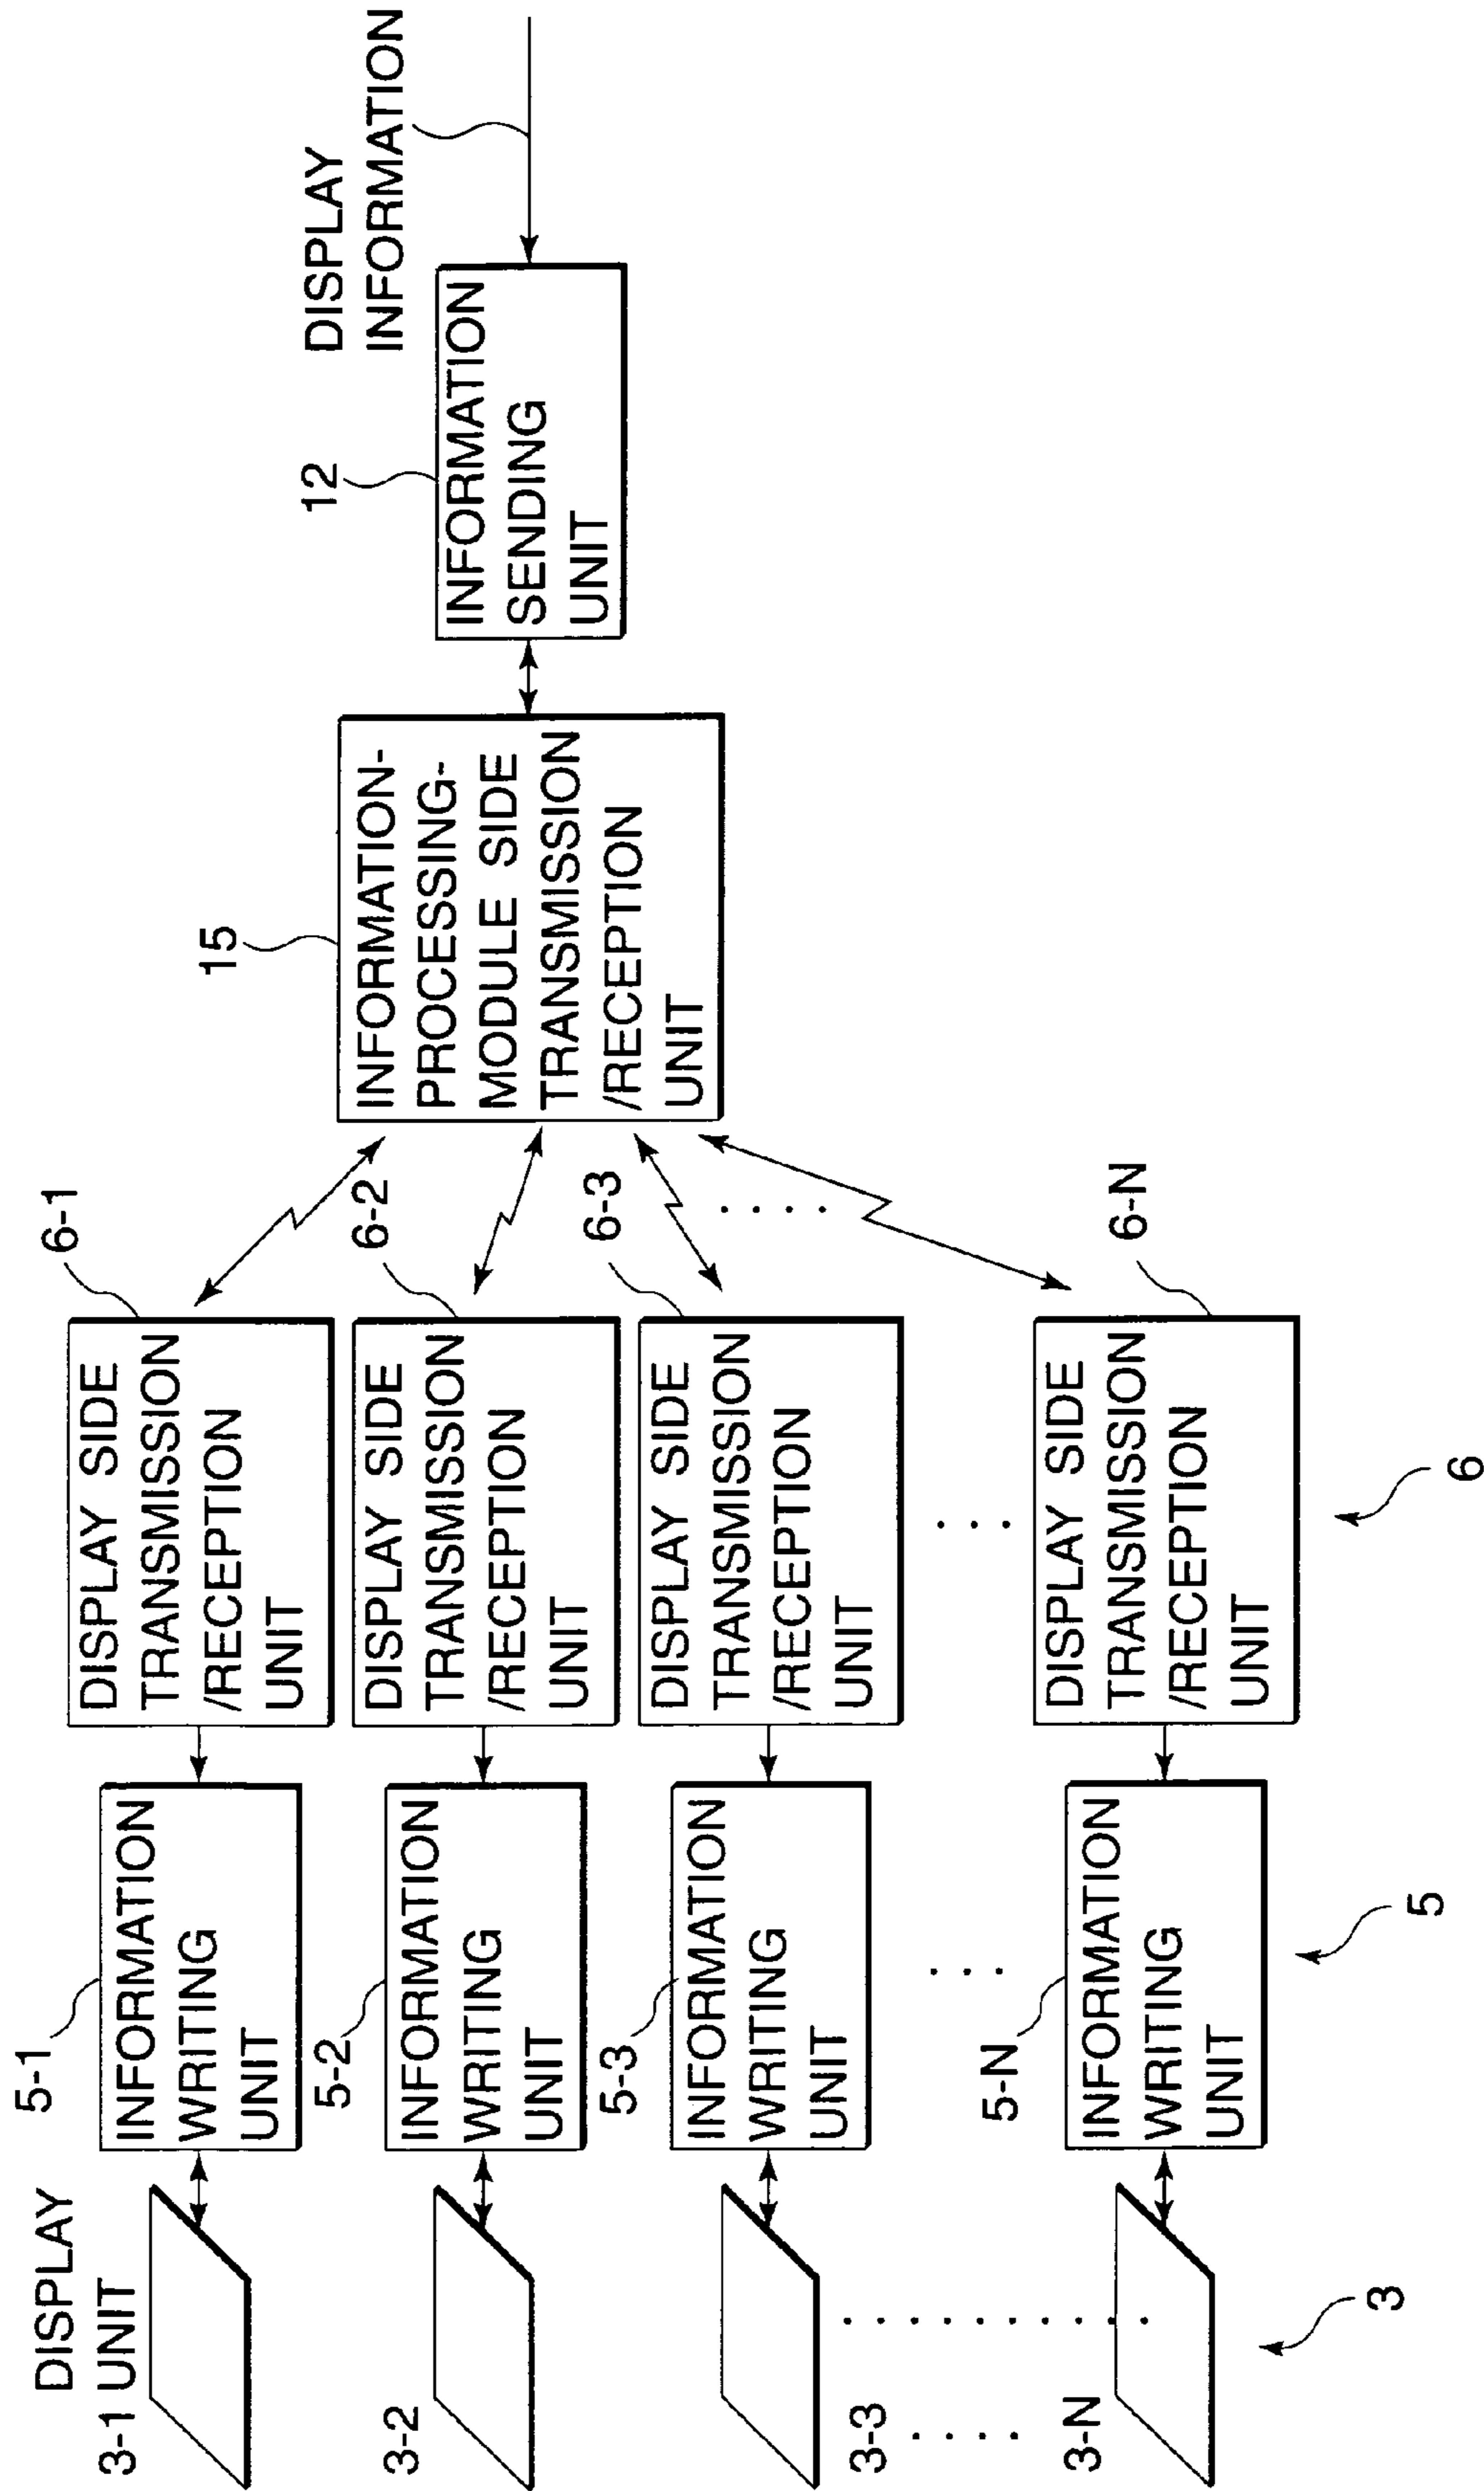 DISPLAY
UNIT
3-1
5-1
INFORMATION
WRITING
UNIT
6-1
DISPLAY SIDE
TRANSMISSION
/RECEPTION
UNIT
3-2
5-2
INFORMATION
WRITING
UNIT
6-2
DISPLAY SIDE
TRANSMISSION
/RECEPTION
UNIT
3-3
5-3
INFORMATION
WRITING
UNIT
6-3
DISPLAY SIDE
TRANSMISSION
/RECEPTION
UNIT
3-N
5-N
INFORMATION
WRITING
UNIT
6-N
DISPLAY SIDE
TRANSMISSION
/RECEPTION
UNIT
3
5
6
15
INFORMATION-
PROCESSING-
MODULE SIDE
TRANSMISSION
/RECEPTION
UNIT
12
INFORMATION
SENDING
UNIT
DISPLAY
INFORMATION